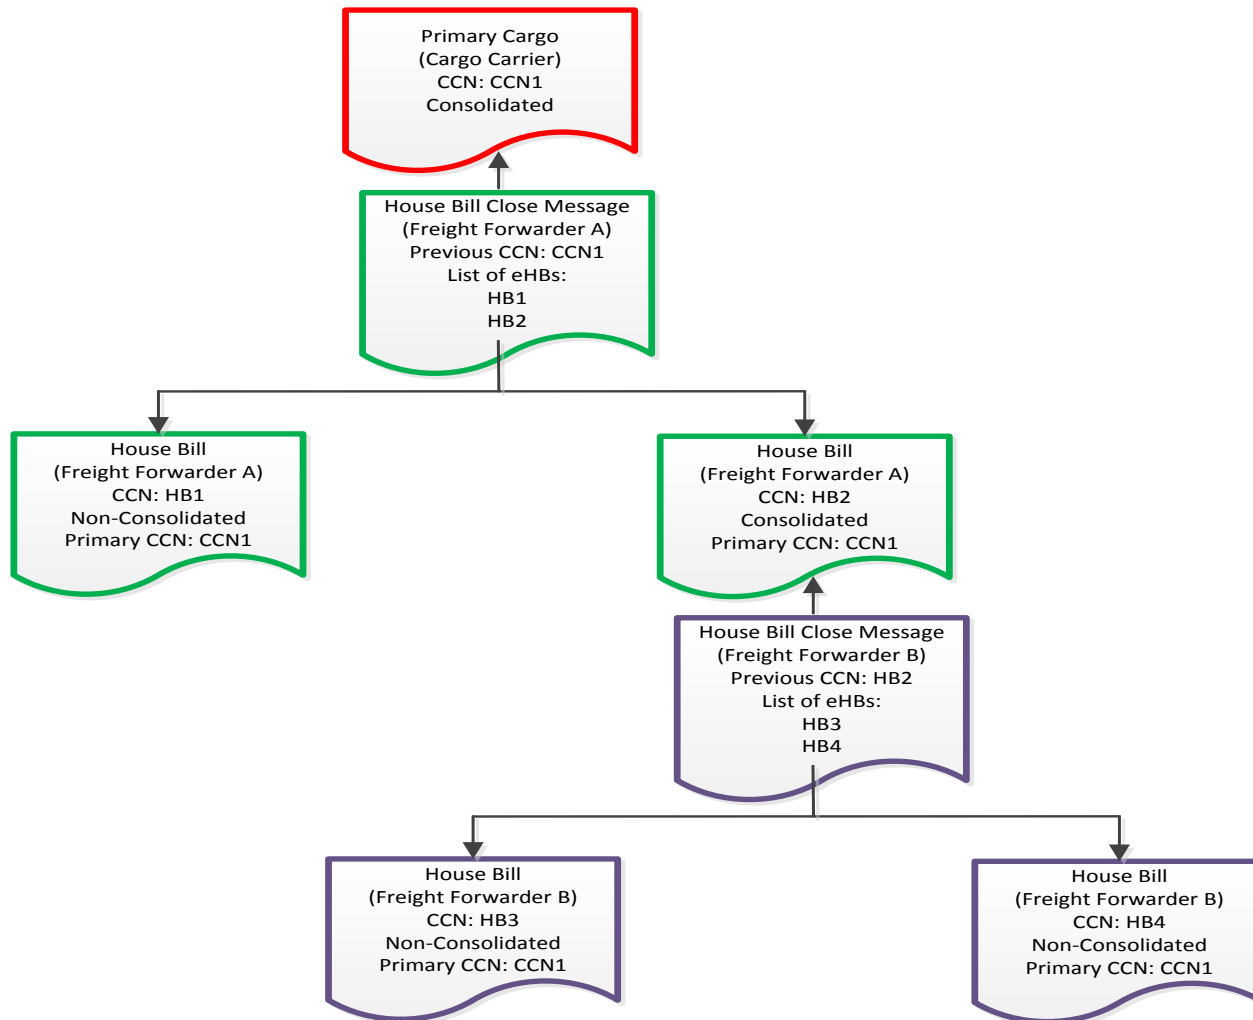 Primary Cargo
(Cargo Carrier)
CCN: CCN1
Consolidated
House Bill Close Message
(Freight Forwarder A)
Previous CCN: CCN1
List of eHBs:
HB1
HB2
House Bill
(Freight Forwarder A)
CCN: HB1
Non-Consolidated
Primary CCN: CCN1
House Bill
(Freight Forwarder A)
CCN: HB2
Consolidated
Primary CCN: CCN1
House Bill Close Message
(Freight Forwarder B)
Previous CCN: HB2
List of eHBs:
HB3
HB4
House Bill
(Freight Forwarder B)
CCN: HB3
Non-Consolidated
Primary CCN: CCN1
House Bill
(Freight Forwarder B)
CCN: HB4
Non-Consolidated
Primary CCN: CCN1